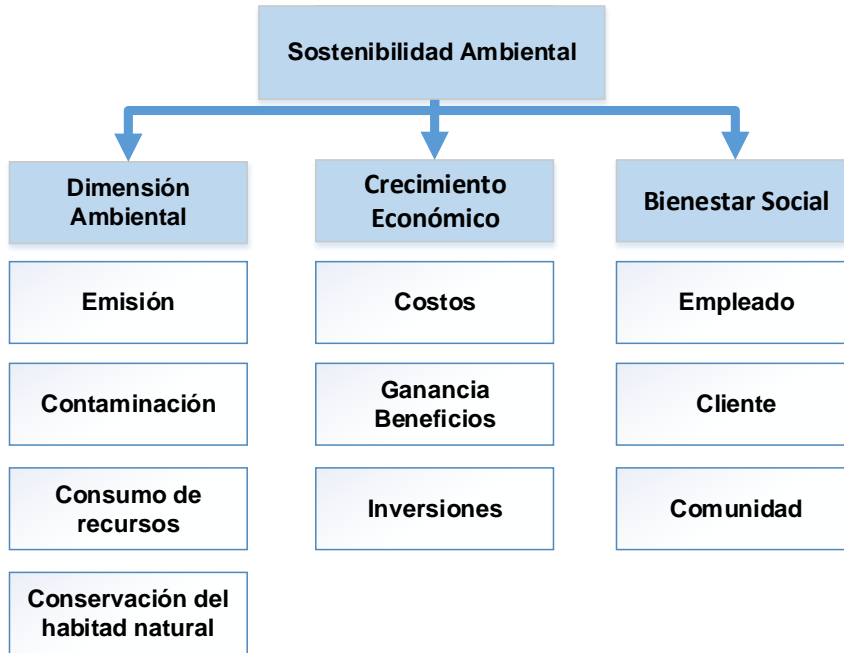 Sostenibilidad Ambiental
Dimensión
Ambiental
Crecimiento
Económico
Bienestar Social
Emisión
Costos
Empleado
Contaminación
Ganancia
Beneficios
Cliente
Consumo de
recursos
Inversiones
Comunidad
Conservación del
habitad natural